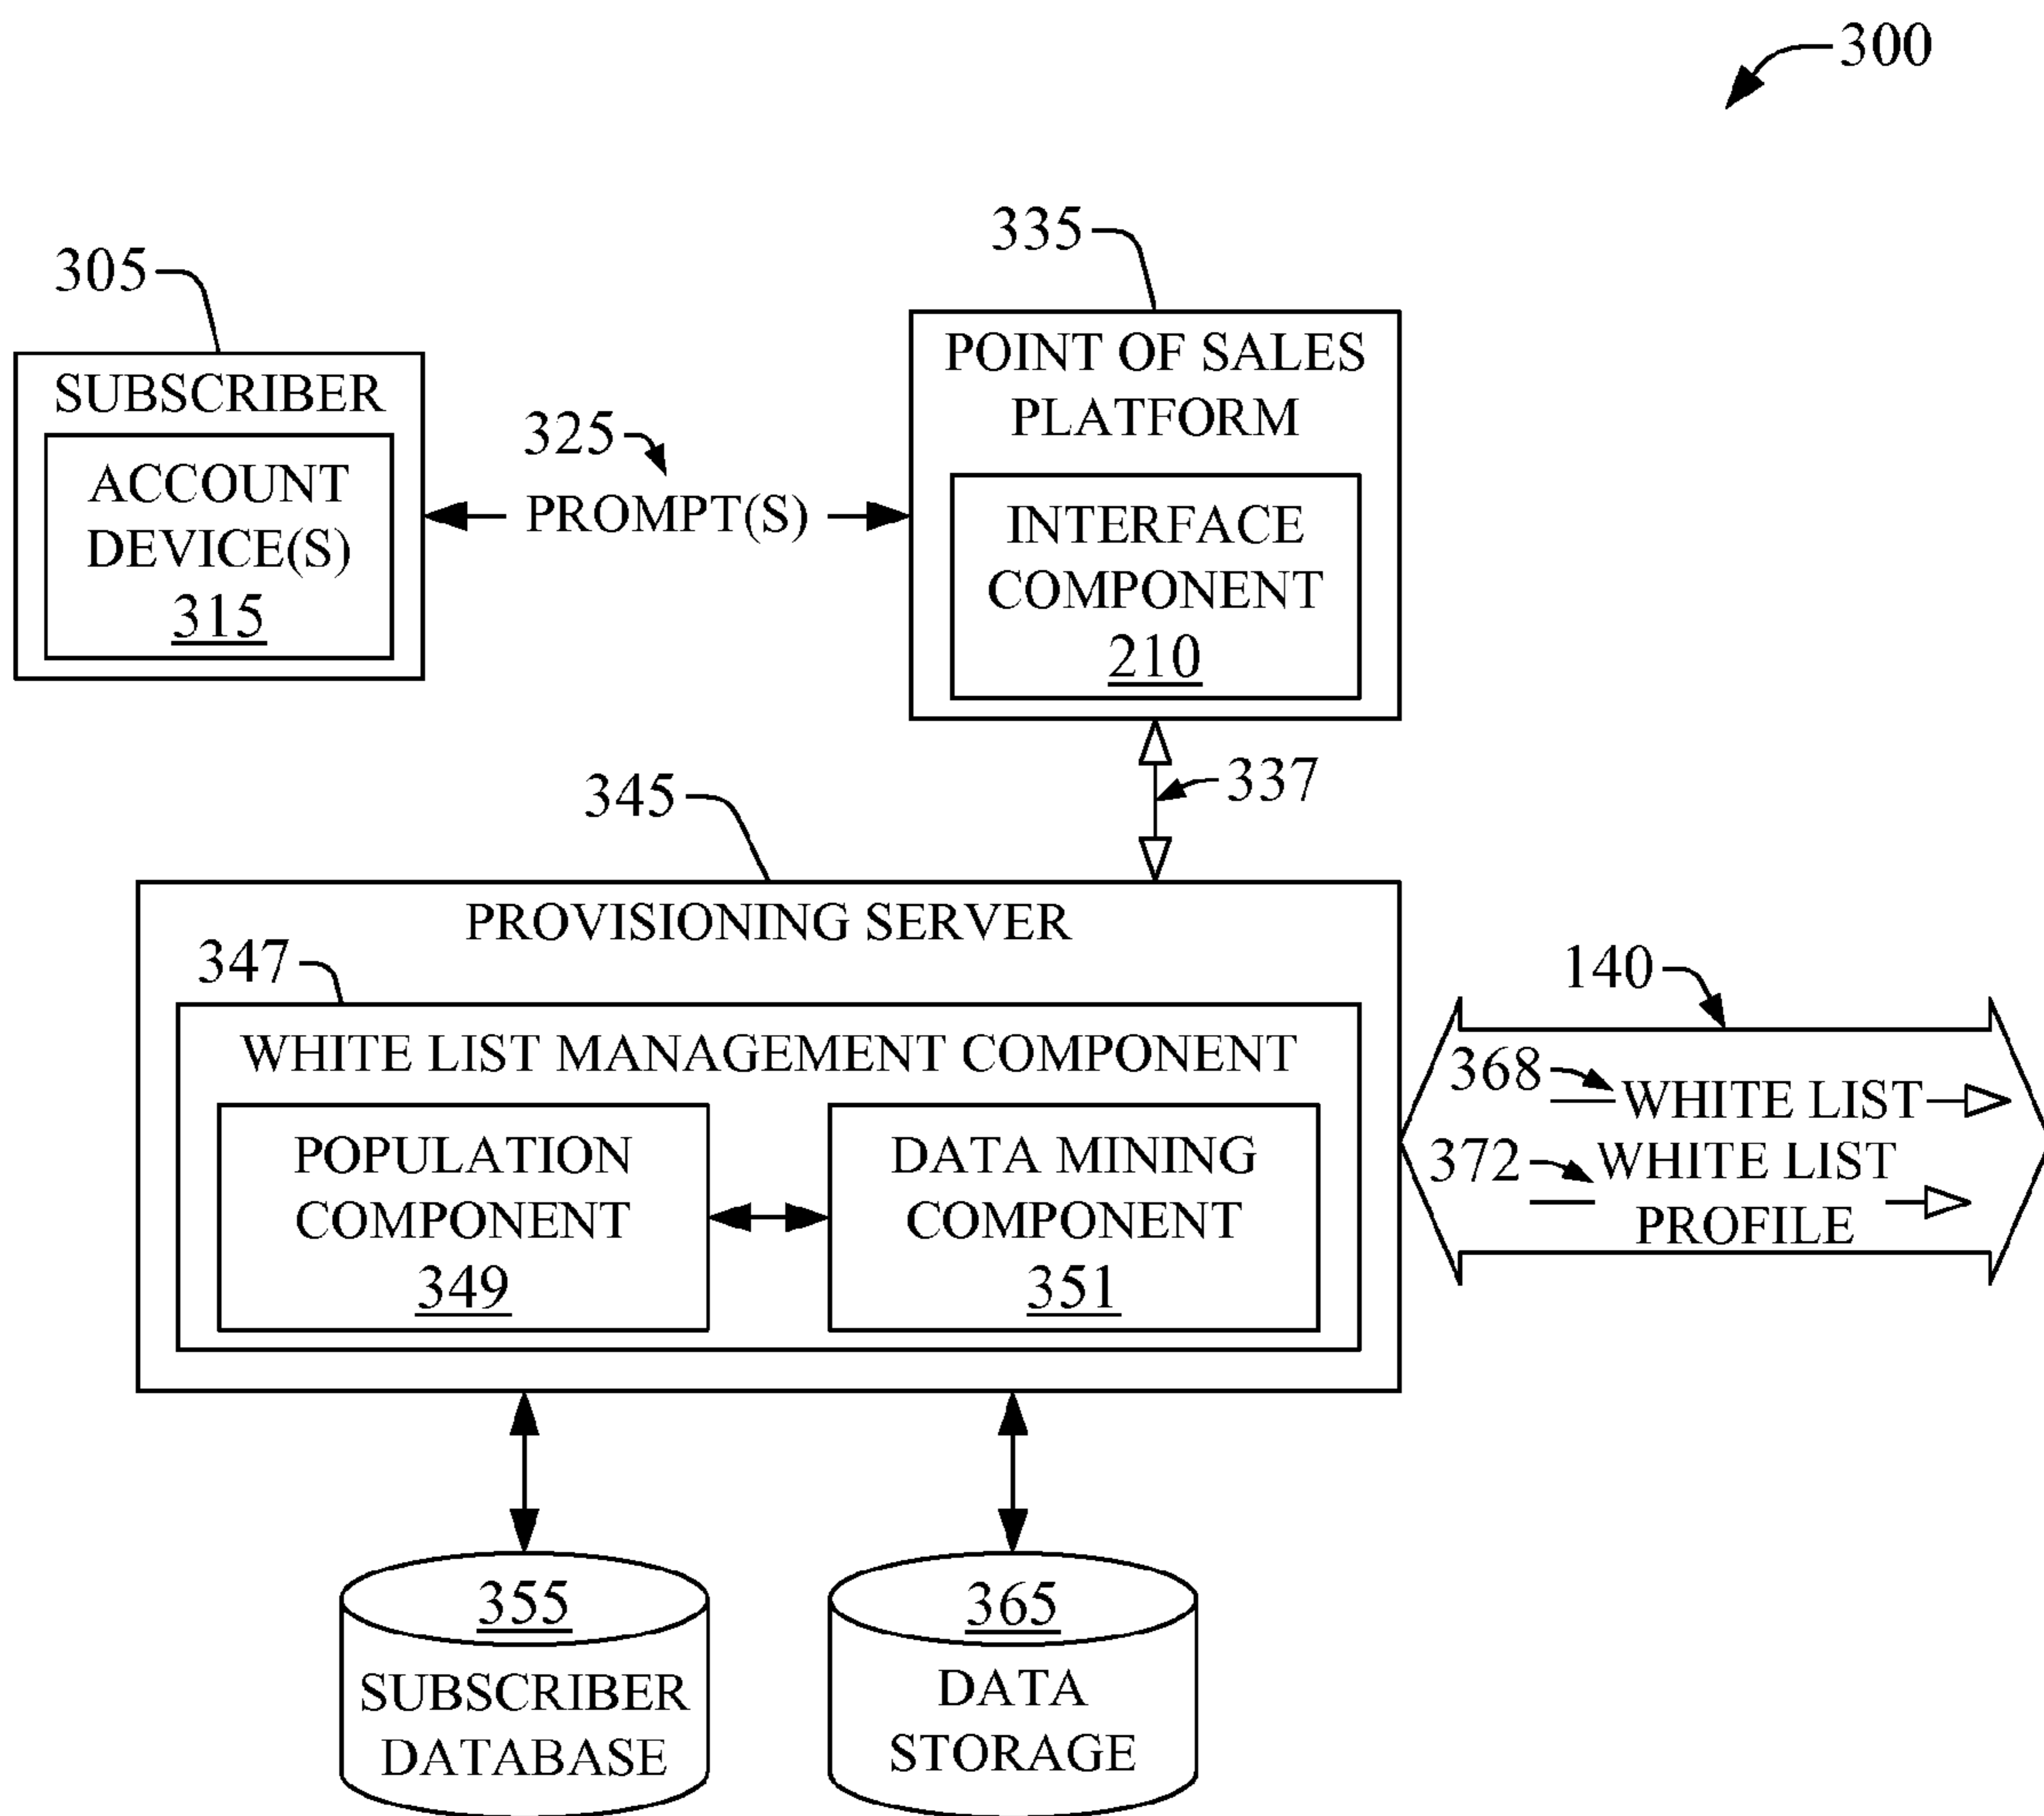 300
335
305
POINT OF SALES
PLATFORM
SUBSCRIBER
325
ACCOUNT
DEVICE(S)
315
PROMPT(S)
INTERFACE
COMPONENT
210
337
345
PROVISIONING SERVER
347
140
WHITE LIST MANAGEMENT COMPONENT
368
WHITE LIST
POPULATION
COMPONENT
349
DATA MINING
COMPONENT
351
372
WHITE LIST
PROFILE
355
SUBSCRIBER
DATABASE
365
DATA
STORAGE